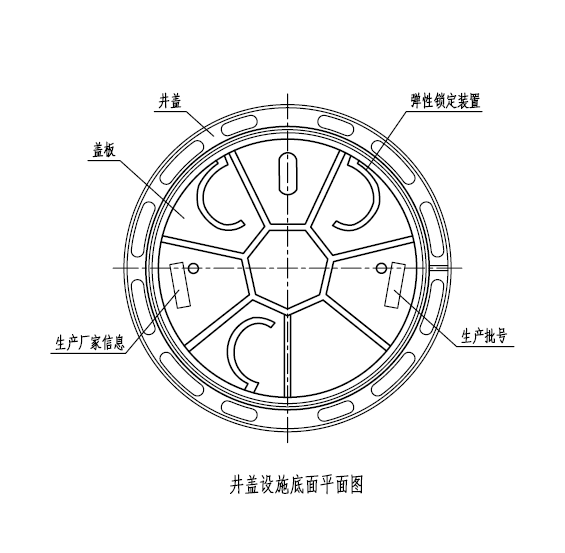 井盖
弹性锁定装置
盖板
生产厂家信息
生产批号
井盖设施底面平面图